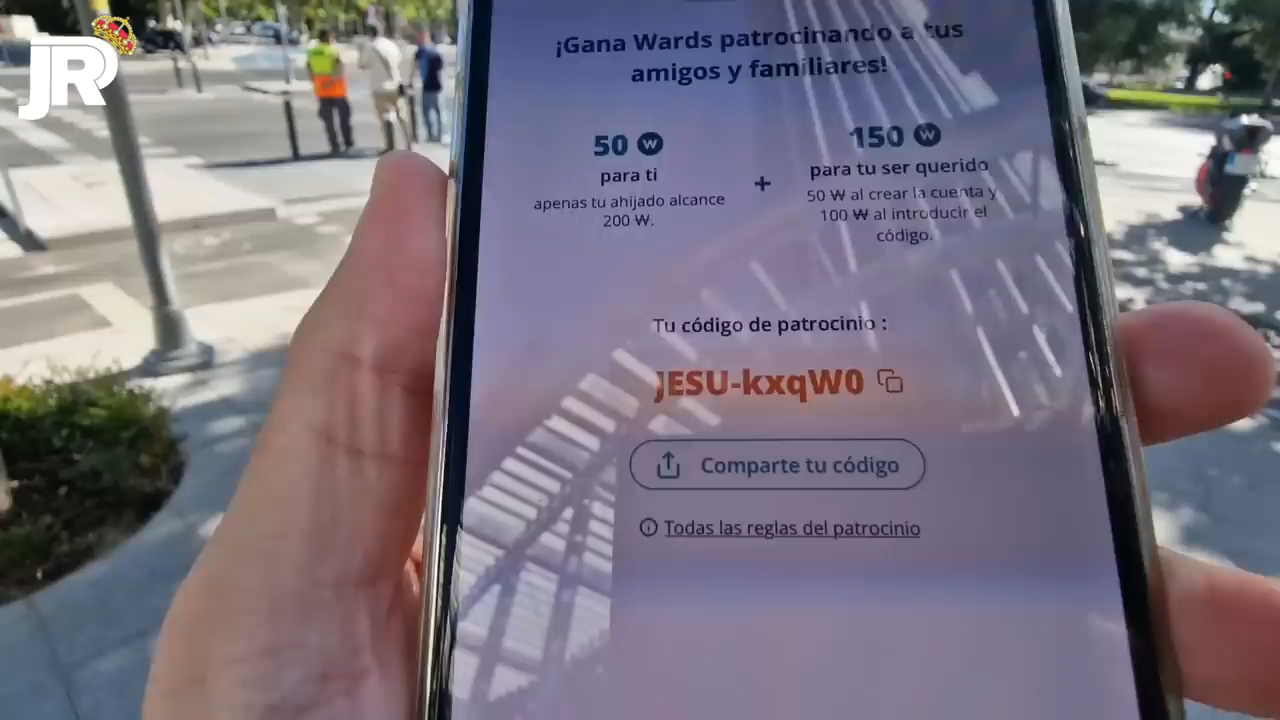 JR
¡Gana Wards patrocinando a tus
amigos y familiares!
50 W
para ti
apenas tu ahijado alcance
200 ₩.
+
150 W
para tu ser querido
50 ₩ al crear la cuenta y
100 ₩ al introducir el
código.
Tu código de patrocinio :
JESU-kxqW0
Comparte tu código
Todas las reglas del patrocinio